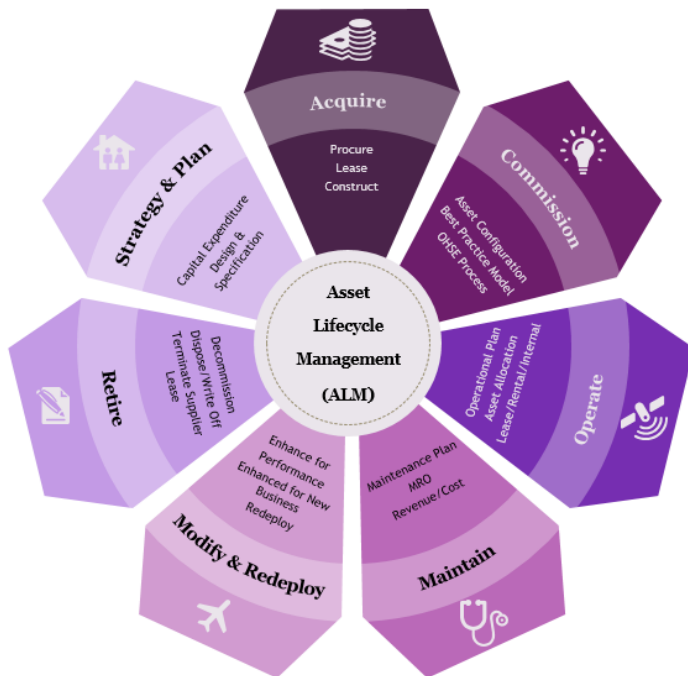 Acquire
Procure
Lease
Construct
Commission
Asset Configuration
Best Practice Model
OHSE Process
Operate
Operational Plan
Asset Allocation
Lease/Rental/Internal
Maintain
Maintenance Plan
MRO
Revenue/Cost
Modify & Redeploy
Enhance for
Performance
Enhanced for New
Business
Redeploy
Retire
Decommission
Dispose/Write Off
Terminate Supplier
Lease
Strategy & Plan
Capital Expenditure
Design &
Specification
Asset
Lifecycle
Management
(ALM)